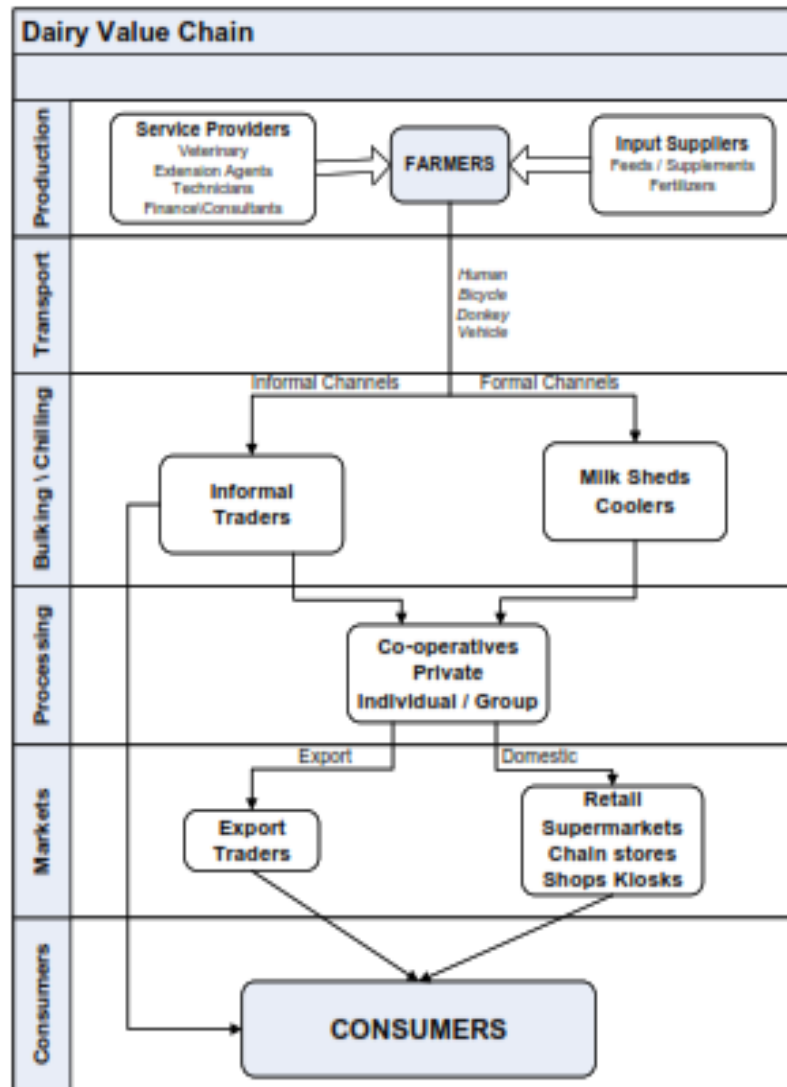 Dairy Value Chain
Production
Service Providers
Veterinary
Extension Agents
Technicians
Finance\Consultants
FARMERS
Input Suppliers
Feeds / Supplements
Fertilizers
Transport
Human
Bicycle
Donkey
Vehicle
Bulking \ Chilling
Informal Channels
Formal Channels
Informal
Traders
Milk Sheds
Coolers
Processing
Co-operatives
Private
Individual / Group
Markets
Export
Domestic
Export
Traders
Retail
Supermarkets
Chain stores
Shops Kiosks
Consumers
CONSUMERS